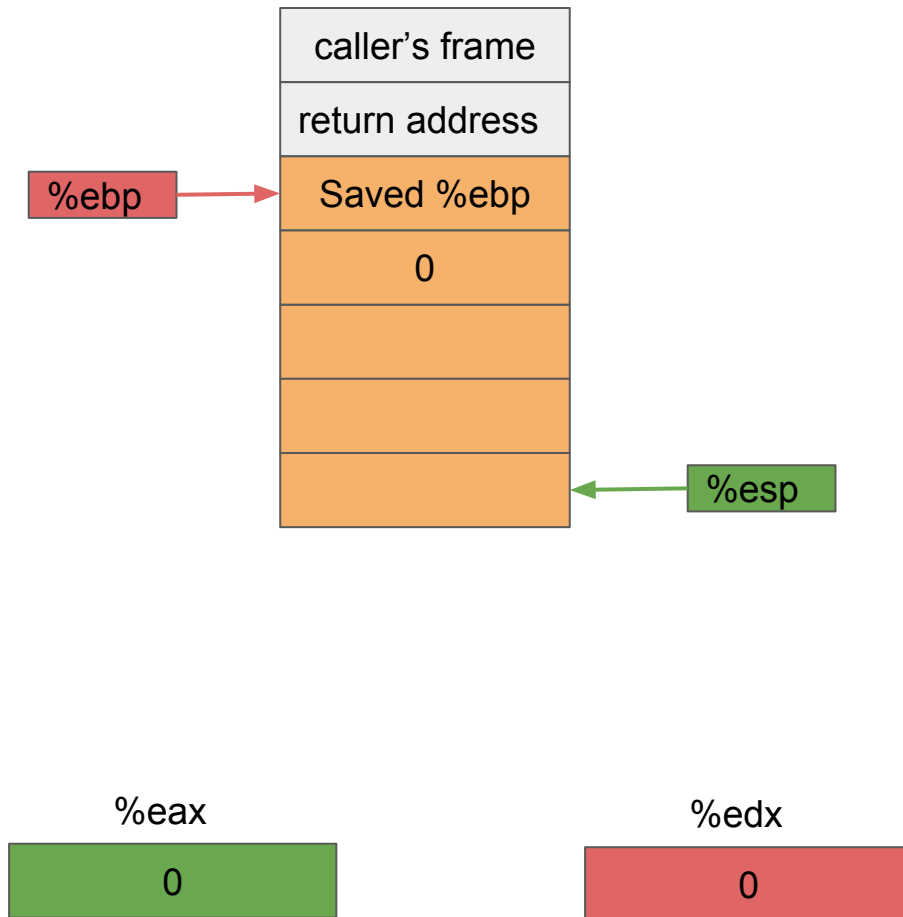 caller’s frame
return address
%ebp
Saved %ebp
0
%esp
%eax
%edx
0
0